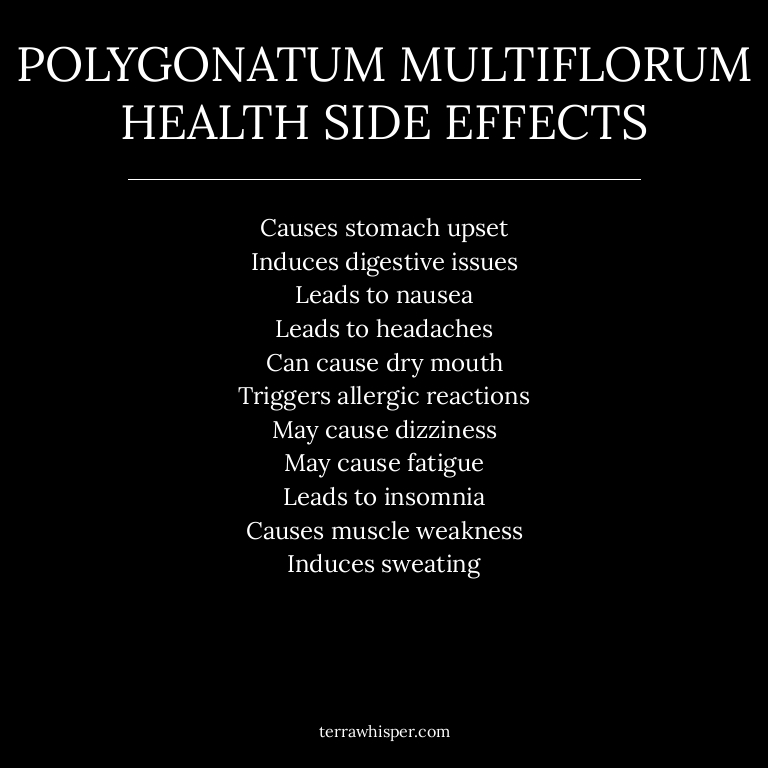 POLYGONATUM MULTIFLORUM
HEALTH SIDE EFFECTS
Causes stomach upset
Induces digestive issues
Leads to nausea
Leads to headaches
Can cause dry mouth
Triggers allergic reactions
May cause dizziness
May cause fatigue
Leads to insomnia
Causes muscle weakness
Induces sweating
terrawhisper.com